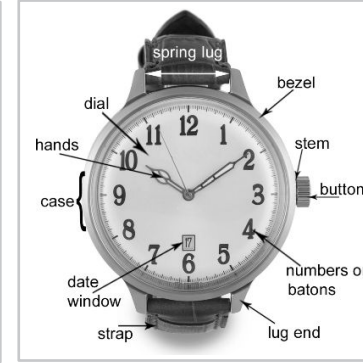 spring lug
bezel
dial
stem
hands
button
case
date
window
numbers o
batons
strap
lug end
12
1
2
3
4
5
6
7
8
9
10
11
17